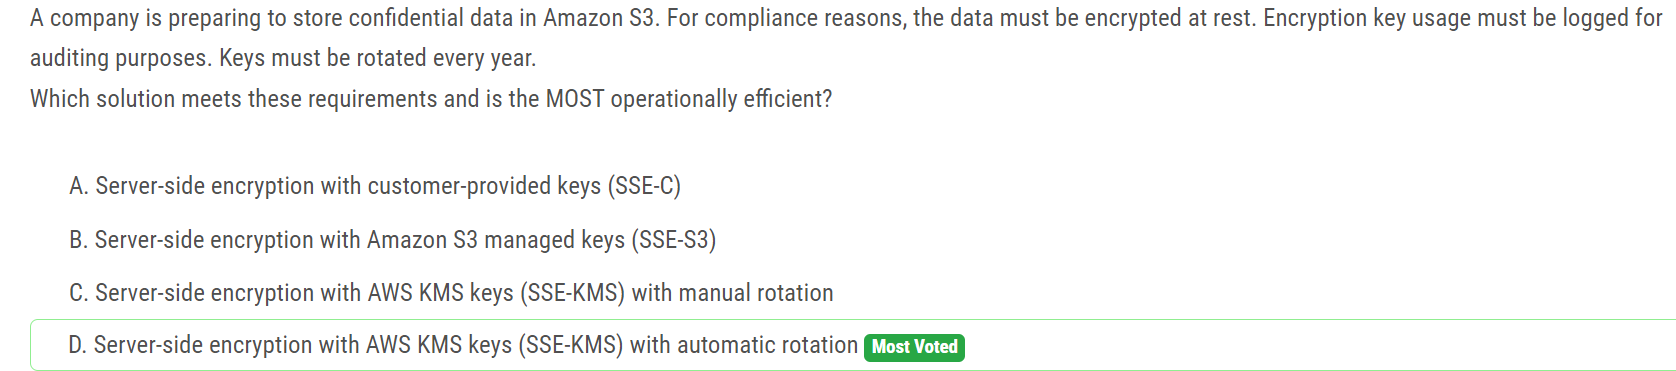 A company is preparing to store confidential data in Amazon S3. For compliance reasons, the data must be encrypted at rest. Encryption key usage must be logged for
auditing purposes. Keys must be rotated every year.
Which solution meets these requirements and is the MOST operationally efficient?
A. Server-side encryption with customer-provided keys (SSE-C)
B. Server-side encryption with Amazon S3 managed keys (SSE-S3)
C. Server-side encryption with AWS KMS keys (SSE-KMS) with manual rotation
D. Server-side encryption with AWS KMS keys (SSE-KMS) with automatic rotation Most Voted